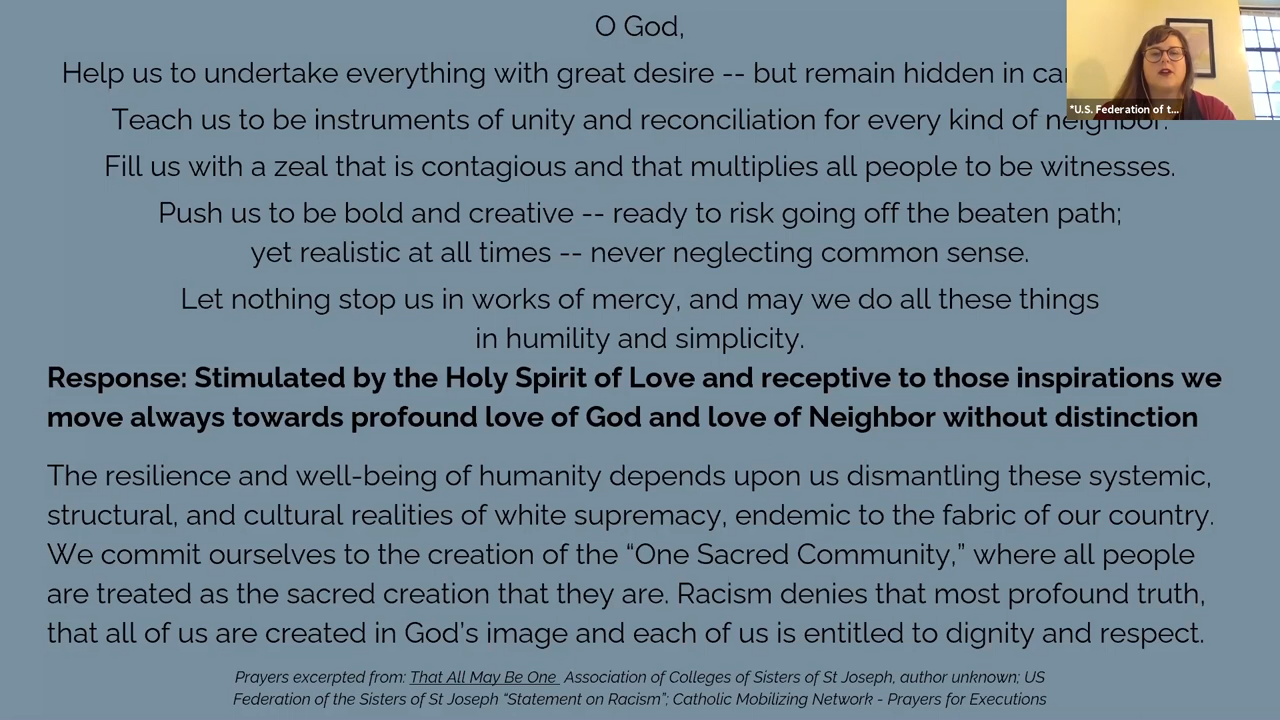 O God,
Help us to undertake everything with great desire -- but remain hidden in
Teach us to be instruments of unity and reconciliation for every kind of neighbor.
Fill us with a zeal that is contagious and that multiplies all people to be witnesses.
Push us to be bold and creative -- ready to risk going off the beaten path;
yet realistic at all times -- never neglecting common sense.
Let nothing stop us in works of mercy, and may we do all these things
in humility and simplicity.
Response: Stimulated by the Holy Spirit of Love and receptive to those inspirations we
move always towards profound love of God and love of Neighbor without distinction
The resilience and well-being of humanity depends upon us dismantling these systemic,
structural, and cultural realities of white supremacy, endemic to the fabric of our country.
We commit ourselves to the creation of the “One Sacred Community,” where all people
are treated as the sacred creation that they are. Racism denies that most profound truth,
that all of us are created in God’s image and each of us is entitled to dignity and respect.
Prayers excerpted from: That All May Be One Association of Colleges of Sisters of St Joseph, author unknown; US
Federation of the Sisters of St Joseph “Statement on Racism”; Catholic Mobilizing Network - Prayers for Executions
*U.S. Federation of t...